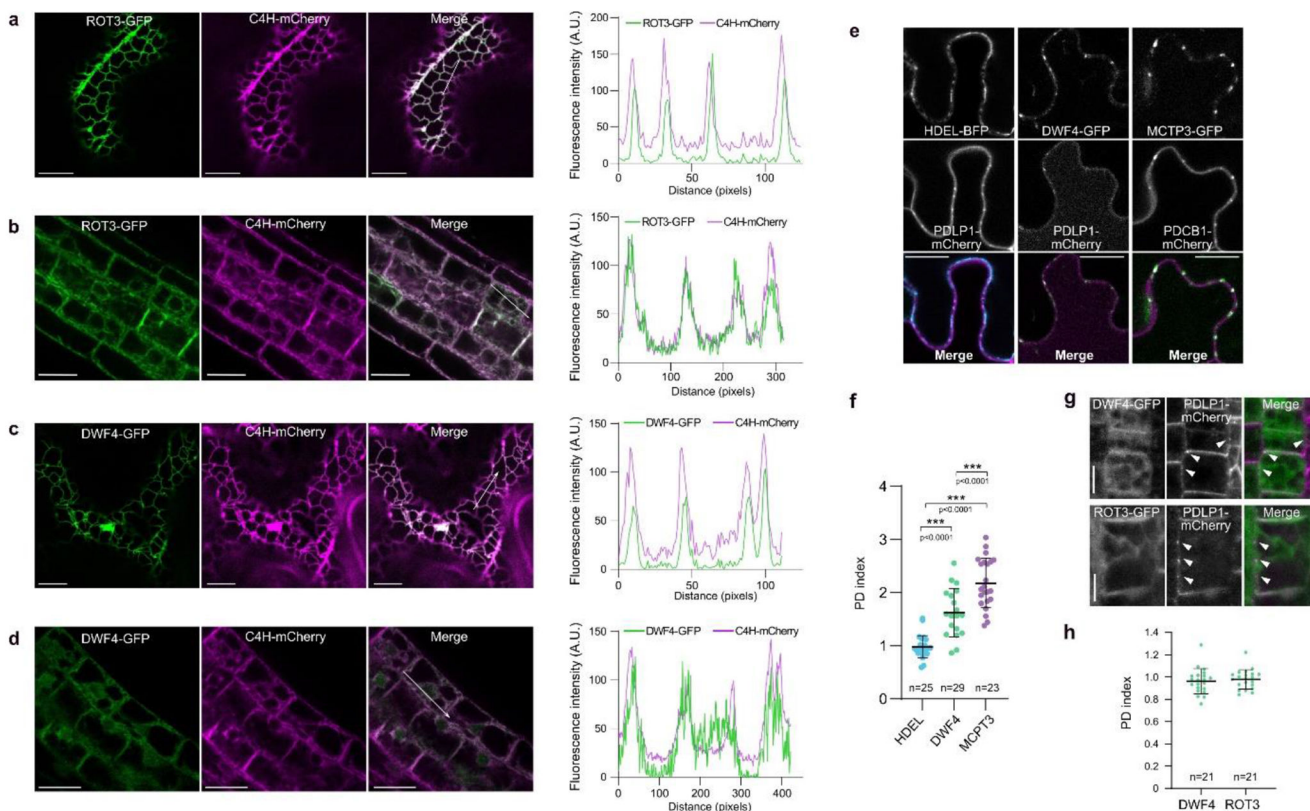 a
ROT3-GFP
C4H-mCherry
Merge
Fluorescence intensity (A.U.)
200
150
100
50
0
ROT3-GFP
C4H-mCherry
0
50
100
Distance (pixels)
b
ROT3-GFP
C4H-mCherry
Merge
Fluorescence intensity (A.U.)
150
100
50
0
ROT3-GFP
C4H-mCherry
0
100
200
300
Distance (pixels)
c
DWF4-GFP
C4H-mCherry
Merge
Fluorescence intensity (A.U.)
150
100
50
0
DWF4-GFP
C4H-mCherry
0
50
100
Distance (pixels)
d
DWF4-GFP
C4H-mCherry
Merge
Fluorescence intensity (A.U.)
150
100
50
0
DWF4-GFP
C4H-mCherry
0
100
200
300
400
Distance (pixels)
e
HDEL-BFP
DWF4-GFP
MCTP3-GFP
PDLP1-
mCherry
PDLP1-
mCherry
PDCB1-
mCherry
Merge
Merge
Merge
f
PD index
4
3
2
1
0
***
p<0.0001
***
p<0.0001
***
p<0.0001
n=25
n=29
n=23
HDEL
DWF4
MCPT3
g
DWF4-GFP
PDLP1-
mCherry
Merge
ROT3-GFP
PDLP1-
mCherry
Merge
h
PD index
1.4
1.2
1.0
0.8
0.6
0.4
0.2
0
n=21
n=21
DWF4
ROT3